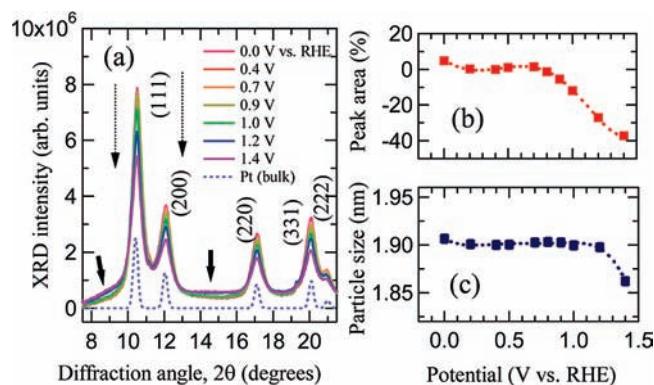 8x10⁶
6
4
2
0
XRD intensity (arb. units)
(a)
(111)
(200)
(220)
(331)
(222)
0.0 V vs. RHE
0.4 V
0.7 V
0.9 V
1.0 V
1.2 V
1.4 V
Pt (bulk)
8 10 12 14 16 18 20
Diffraction angle, 2θ (degrees)
Peak area (%)
20
0
-20
-40
(b)
Particle size (nm)
1.95
1.90
1.85
(c)
0.0 0.5 1.0 1.5
Potential (V vs. RHE)